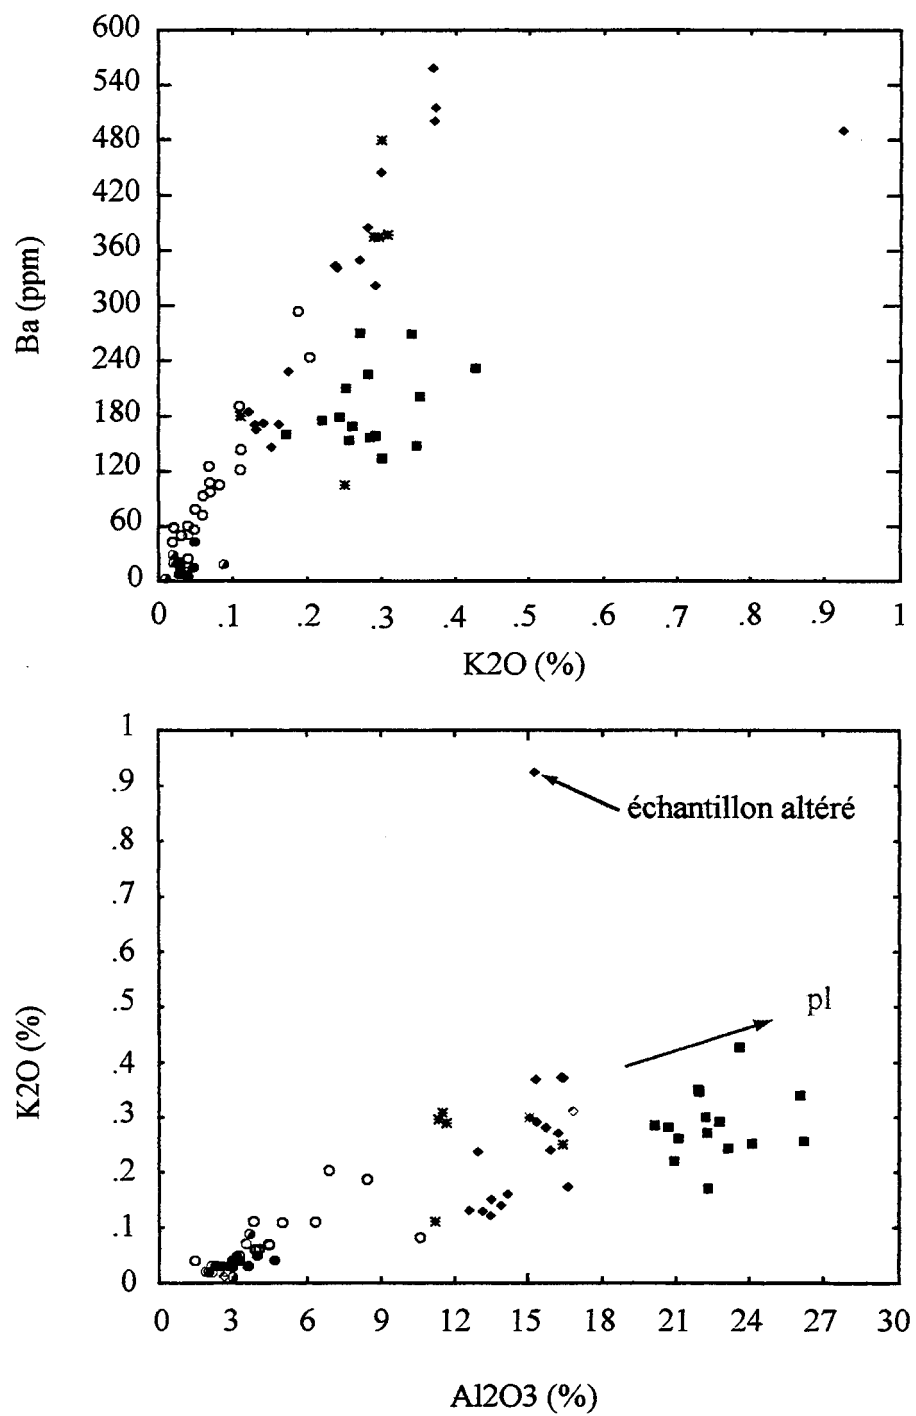 600
540
480
420
360
300
240
180
120
60
0
Ba (ppm)
0 .1 .2 .3 .4 .5 .6 .7 .8 .9 1
K2O (%)
1
.9
échantillon altéré
.8
.7
.6
.5
pl
.4
.3
.2
.1
0
K2O (%)
0 3 6 9 12 15 18 21 24 27 30
Al2O3 (%)